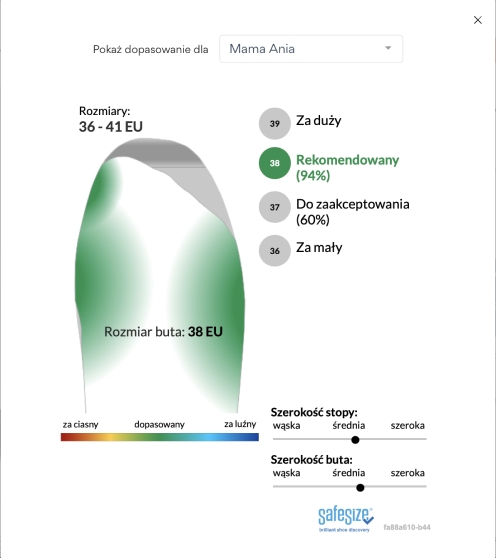 Pokaż dopasowanie dla
Mama Ania
Rozmiary:
36 - 41 EU
39 Za duży
38 Rekomendowany
(94%)
37 Do zaakceptowania
(60%)
36 Za mały
Rozmiar buta: 38 EU
za ciasny dopasowany za luźny
Szerokość stopy:
wąska średnia szeroka
Szerokość buta:
wąska średnia szeroka
safesize
brilliant shoe discovery
fa88a610-b44